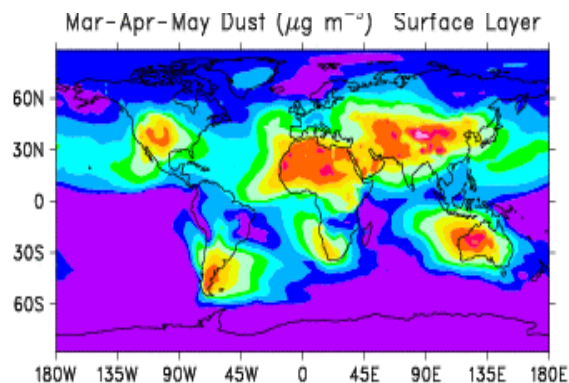 Mar-Apr-May Dust (μg m⁻³) Surface Layer
60N
30N
0
30S
60S
180W 135W 90W 45W 0 45E 90E 135E 180E